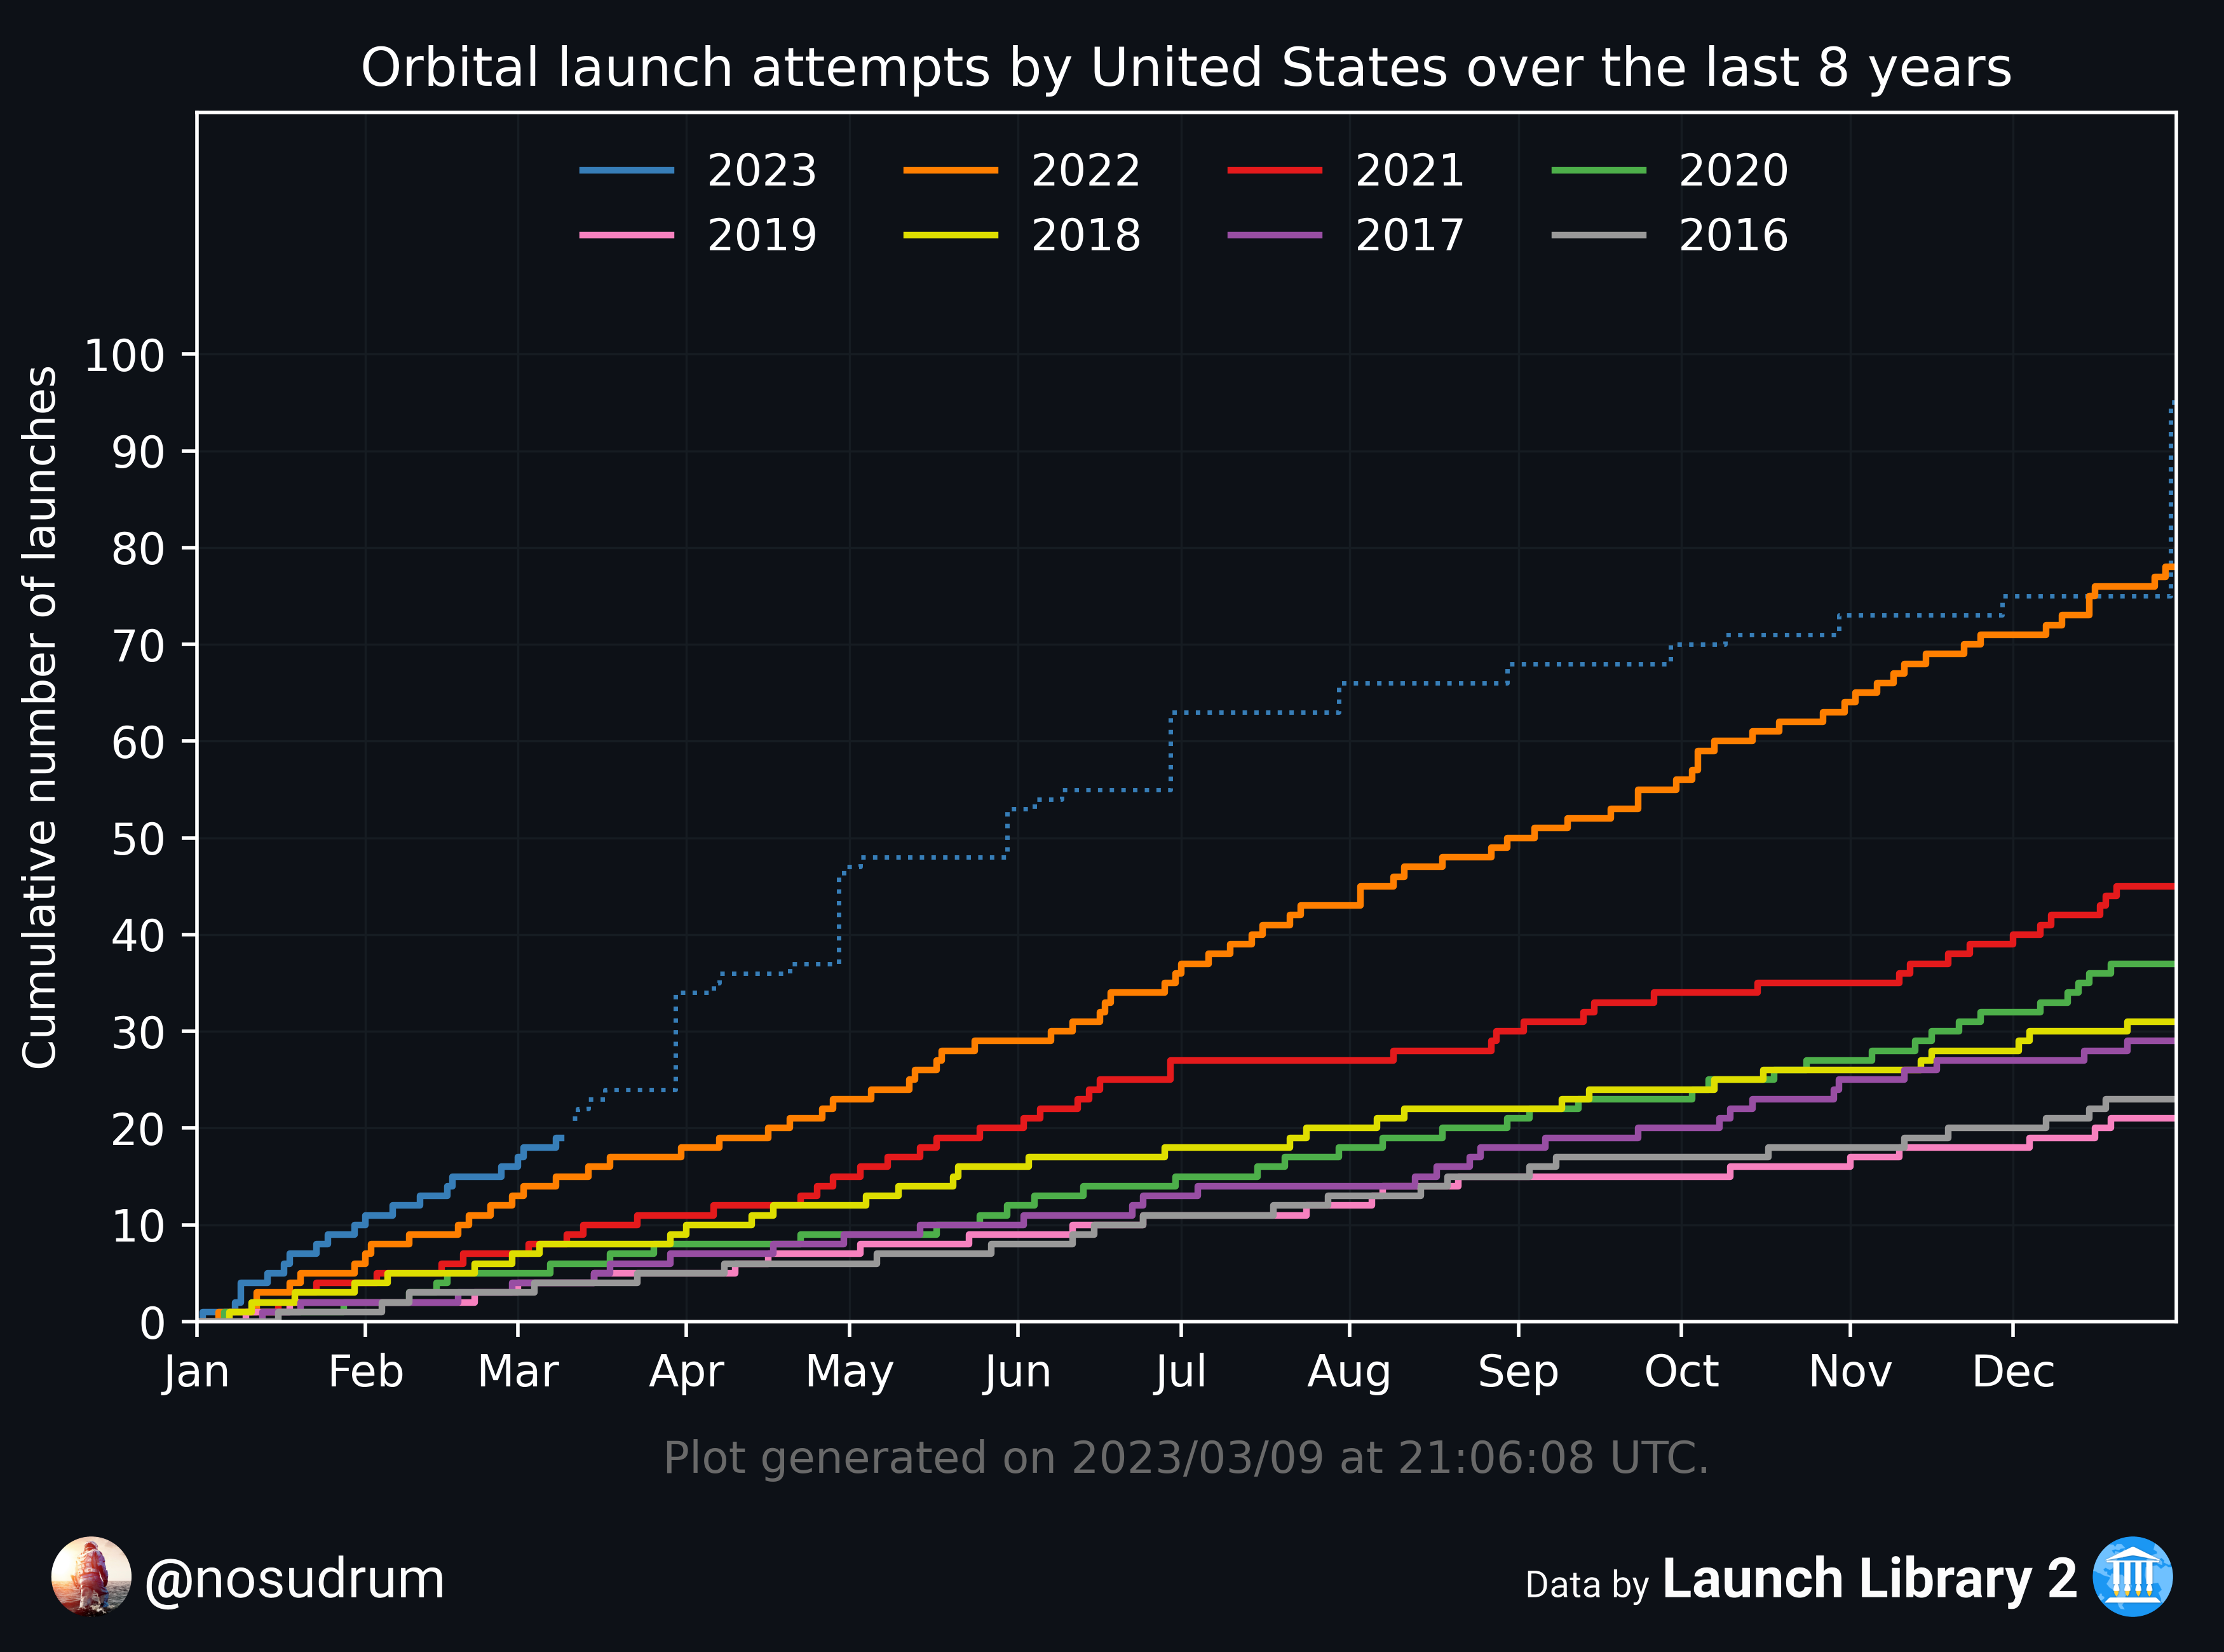 Orbital launch attempts by United States over the last 8 years
2023 2022 2021 2020
2019 2018 2017 2016
Cumulative number of launches
100
90
80
70
60
50
40
30
20
10
0
Jan Feb Mar Apr May Jun Jul Aug Sep Oct Nov Dec
Plot generated on 2023/03/09 at 21:06:08 UTC.
@nosudrum
Data by Launch Library 2